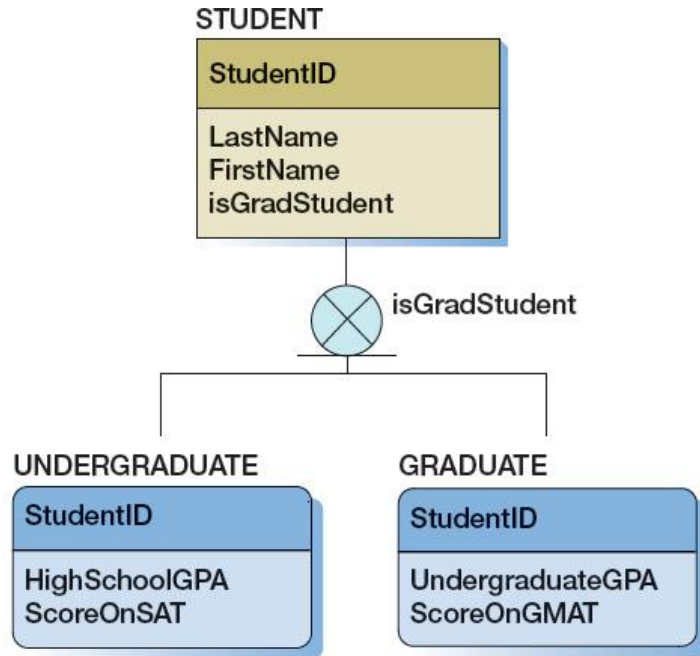 STUDENT
StudentID
LastName
FirstName
isGradStudent
isGradStudent
UNDERGRADUATE
StudentID
HighSchoolGPA
ScoreOnSAT
GRADUATE
StudentID
UndergraduateGPA
ScoreOnGMAT